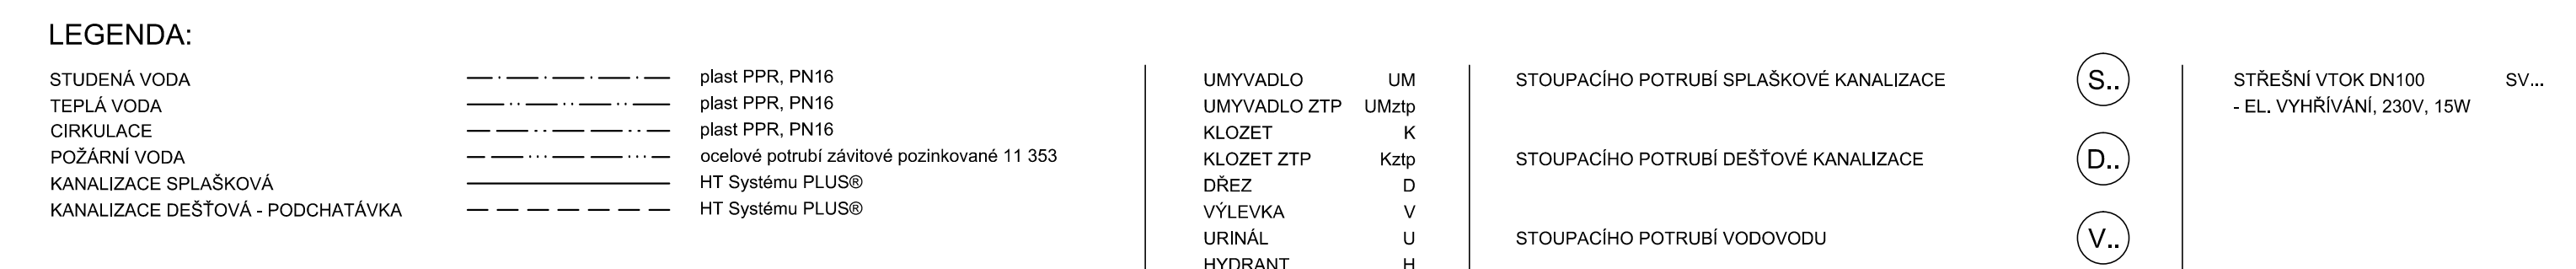 LEGENDA:
STUDENÁ VODA plast PPR, PN16
TEPLÁ VODA plast PPR, PN16
CIRKULACE plast PPR, PN16
POŽÁRNÍ VODA ocelové potrubí závitové pozinkované 11 353
KANALIZACE SPLAŠKOVÁ HT Systému PLUS®
KANALIZACE DEŠŤOVÁ - PODCHATÁVKA HT Systému PLUS®
UMYVADLO UM
UMYVADLO ZTP UMztp
KLOZET K
KLOZET ZTP Kztp
DŘEZ D
VÝLEVKA V
URINÁL U
HYDRANT H
STOUPACÍHO POTRUBÍ SPLAŠKOVÉ KANALIZACE S..
STOUPACÍHO POTRUBÍ DEŠŤOVÉ KANALIZACE D..
STOUPACÍHO POTRUBÍ VODOVODU V..
STŘEŠNÍ VTOK DN100 SV...
- EL. VYHŘÍVÁNÍ, 230V, 15W